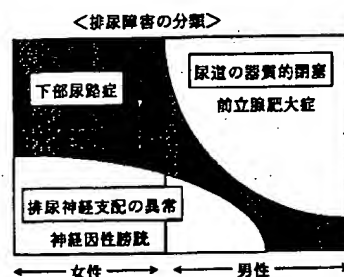 ＜排尿障害の分類＞
下部尿路症
尿道の器質的閉塞
前立腺肥大症
排尿神経支配の異常
神経因性膀胱
女性
男性